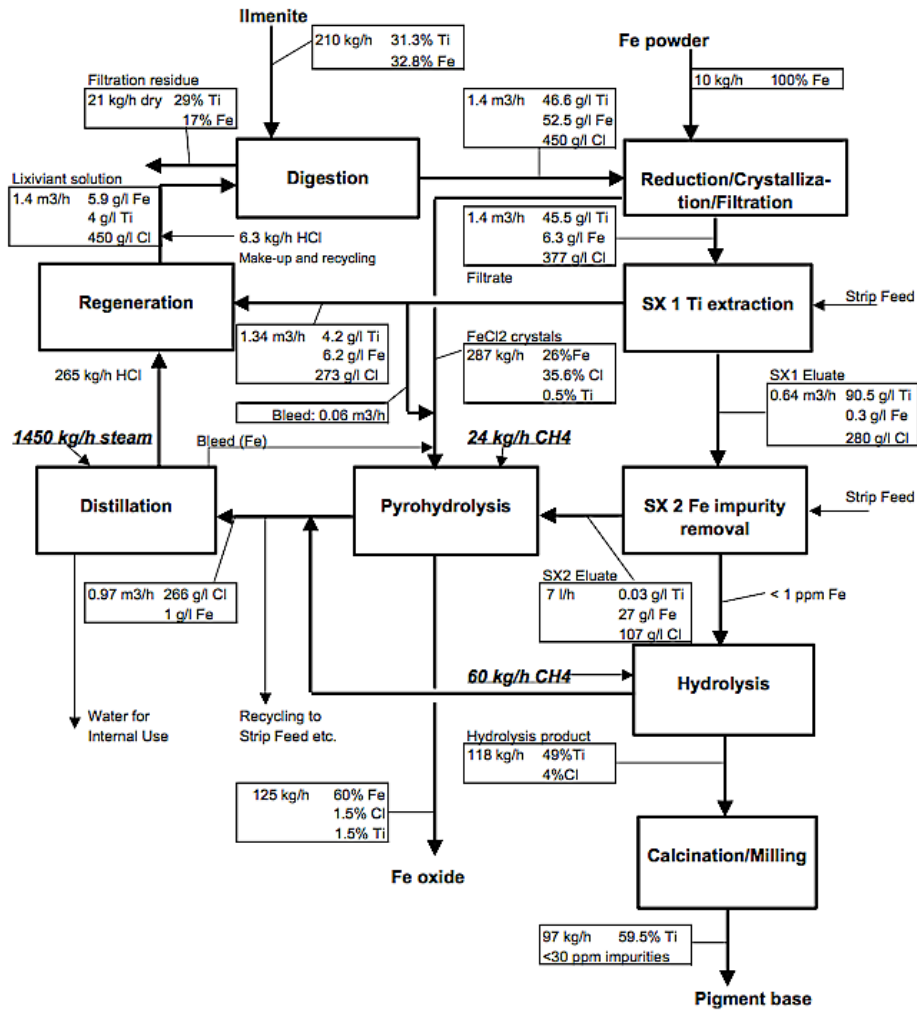 Ilmenite
210 kg/h 31.3% Ti
32.8% Fe
Fe powder
10 kg/h 100% Fe
Filtration residue
21 kg/h dry 29% Ti
17% Fe
1.4 m3/h 46.6 g/l Ti
52.5 g/l Fe
450 g/l Cl
Digestion
Reduction/Crystalliza-
tion/Filtration
Lixiviant solution
1.4 m3/h 5.9 g/l Fe
4 g/l Ti
450 g/l Cl
6.3 kg/h HCl
Make-up and recycling
1.4 m3/h 45.5 g/l Ti
6.3 g/l Fe
377 g/l Cl
Filtrate
Regeneration
SX 1 Ti extraction
Strip Feed
1.34 m3/h 4.2 g/l Ti
6.2 g/l Fe
273 g/l Cl
FeCl2 crystals
287 kg/h 26%Fe
35.6% Cl
0.5% Ti
265 kg/h HCl
SX1 Eluate
0.64 m3/h 90.5 g/l Ti
0.3 g/l Fe
280 g/l Cl
Bleed: 0.06 m3/h
1450 kg/h steam
Bleed (Fe)
24 kg/h CH4
Distillation
Pyrohydrolysis
SX 2 Fe impurity
removal
Strip Feed
0.97 m3/h 266 g/l Cl
1 g/l Fe
SX2 Eluate
7 l/h 0.03 g/l Ti
27 g/l Fe
107 g/l Cl
< 1 ppm Fe
60 kg/h CH4
Hydrolysis
Water for
Internal Use
Recycling to
Strip Feed etc.
Hydrolysis product
118 kg/h 49%Ti
4%Cl
125 kg/h 60% Fe
1.5% Cl
1.5% Ti
Calcination/Milling
Fe oxide
97 kg/h 59.5% Ti
<30 ppm impurities
Pigment base